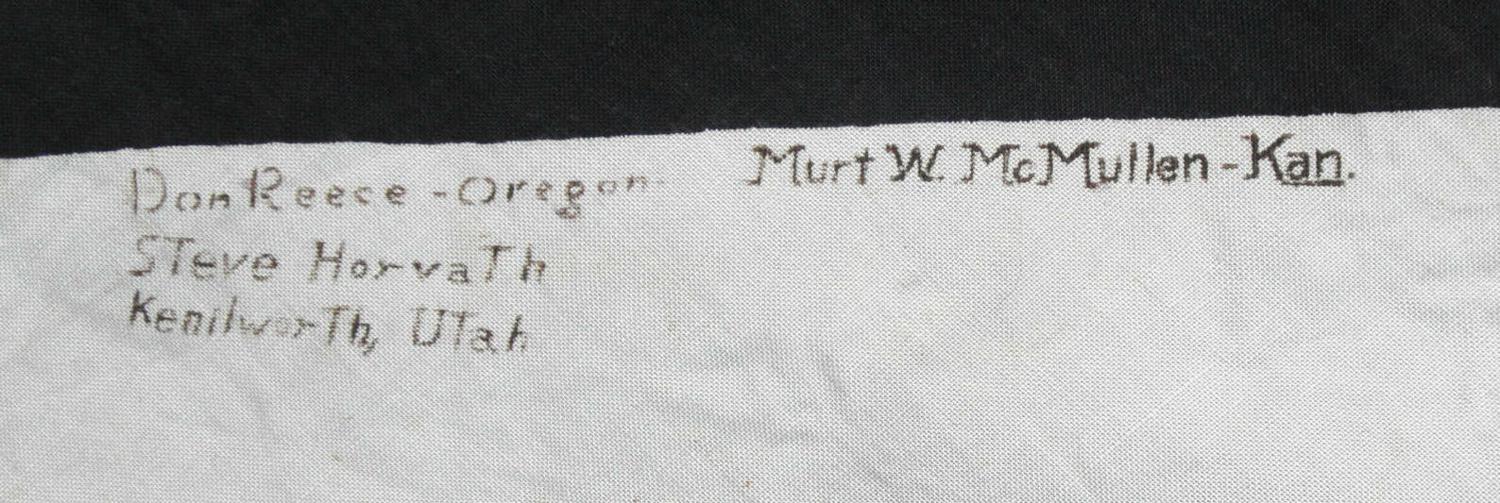 Don Reece - Oregon
Steve Horvath
Kenilworth, Utah
Murt W. McMullen - Kan.